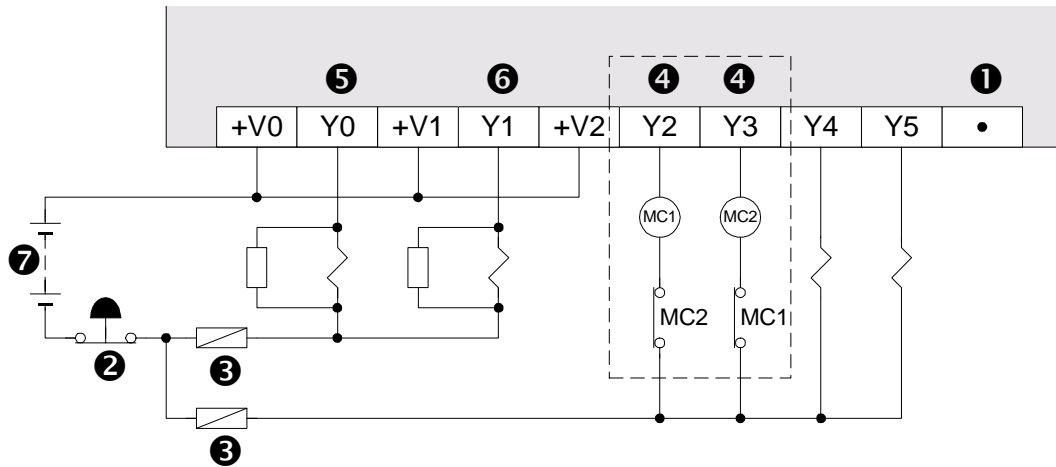 ❺ ❻ ❹ ❹ ❶
+V0 Y0 +V1 Y1 +V2 Y2 Y3 Y4 Y5 •
MC1 MC2
❼
MC2 MC1
❷
❸
❸